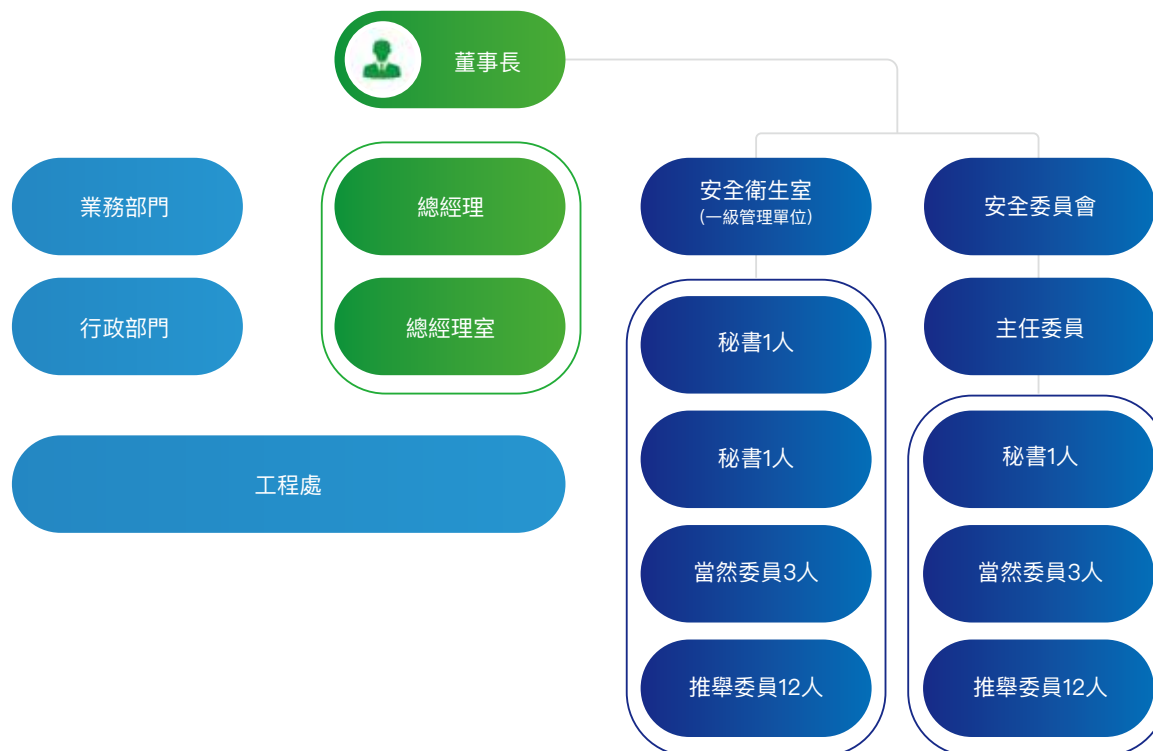 董事長
業務部門
總經理
安全衛生室
(一級管理單位)
安全委員會
行政部門
總經理室
秘書1人
主任委員
秘書1人
秘書1人
工程處
當然委員3人
當然委員3人
推舉委員12人
推舉委員12人